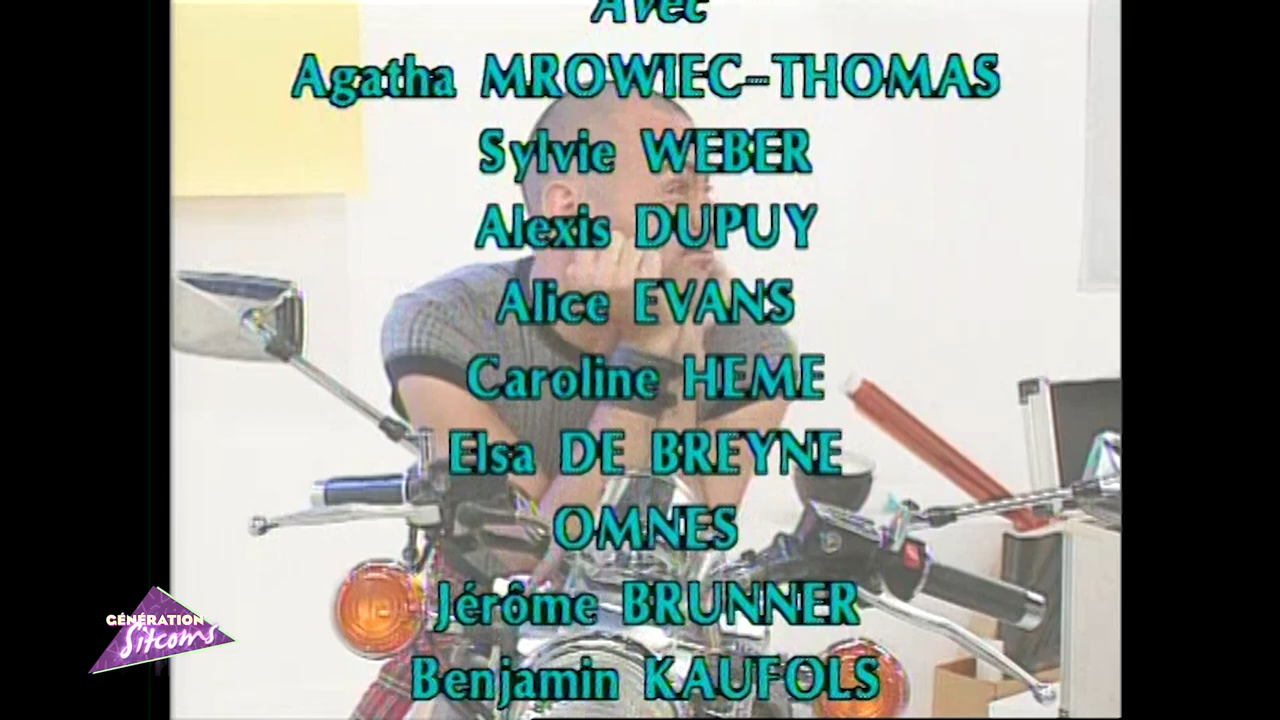 Avec
Agatha MROWIEC-THOMAS
Sylvie WEBER
Alexis DUPUY
Alice EVANS
Caroline HEME
Elsa DE BREYNE
OMNES
Jérôme BRUNNER
Benjamin KAUFOLS
GÉNÉRATION
Sitcoms